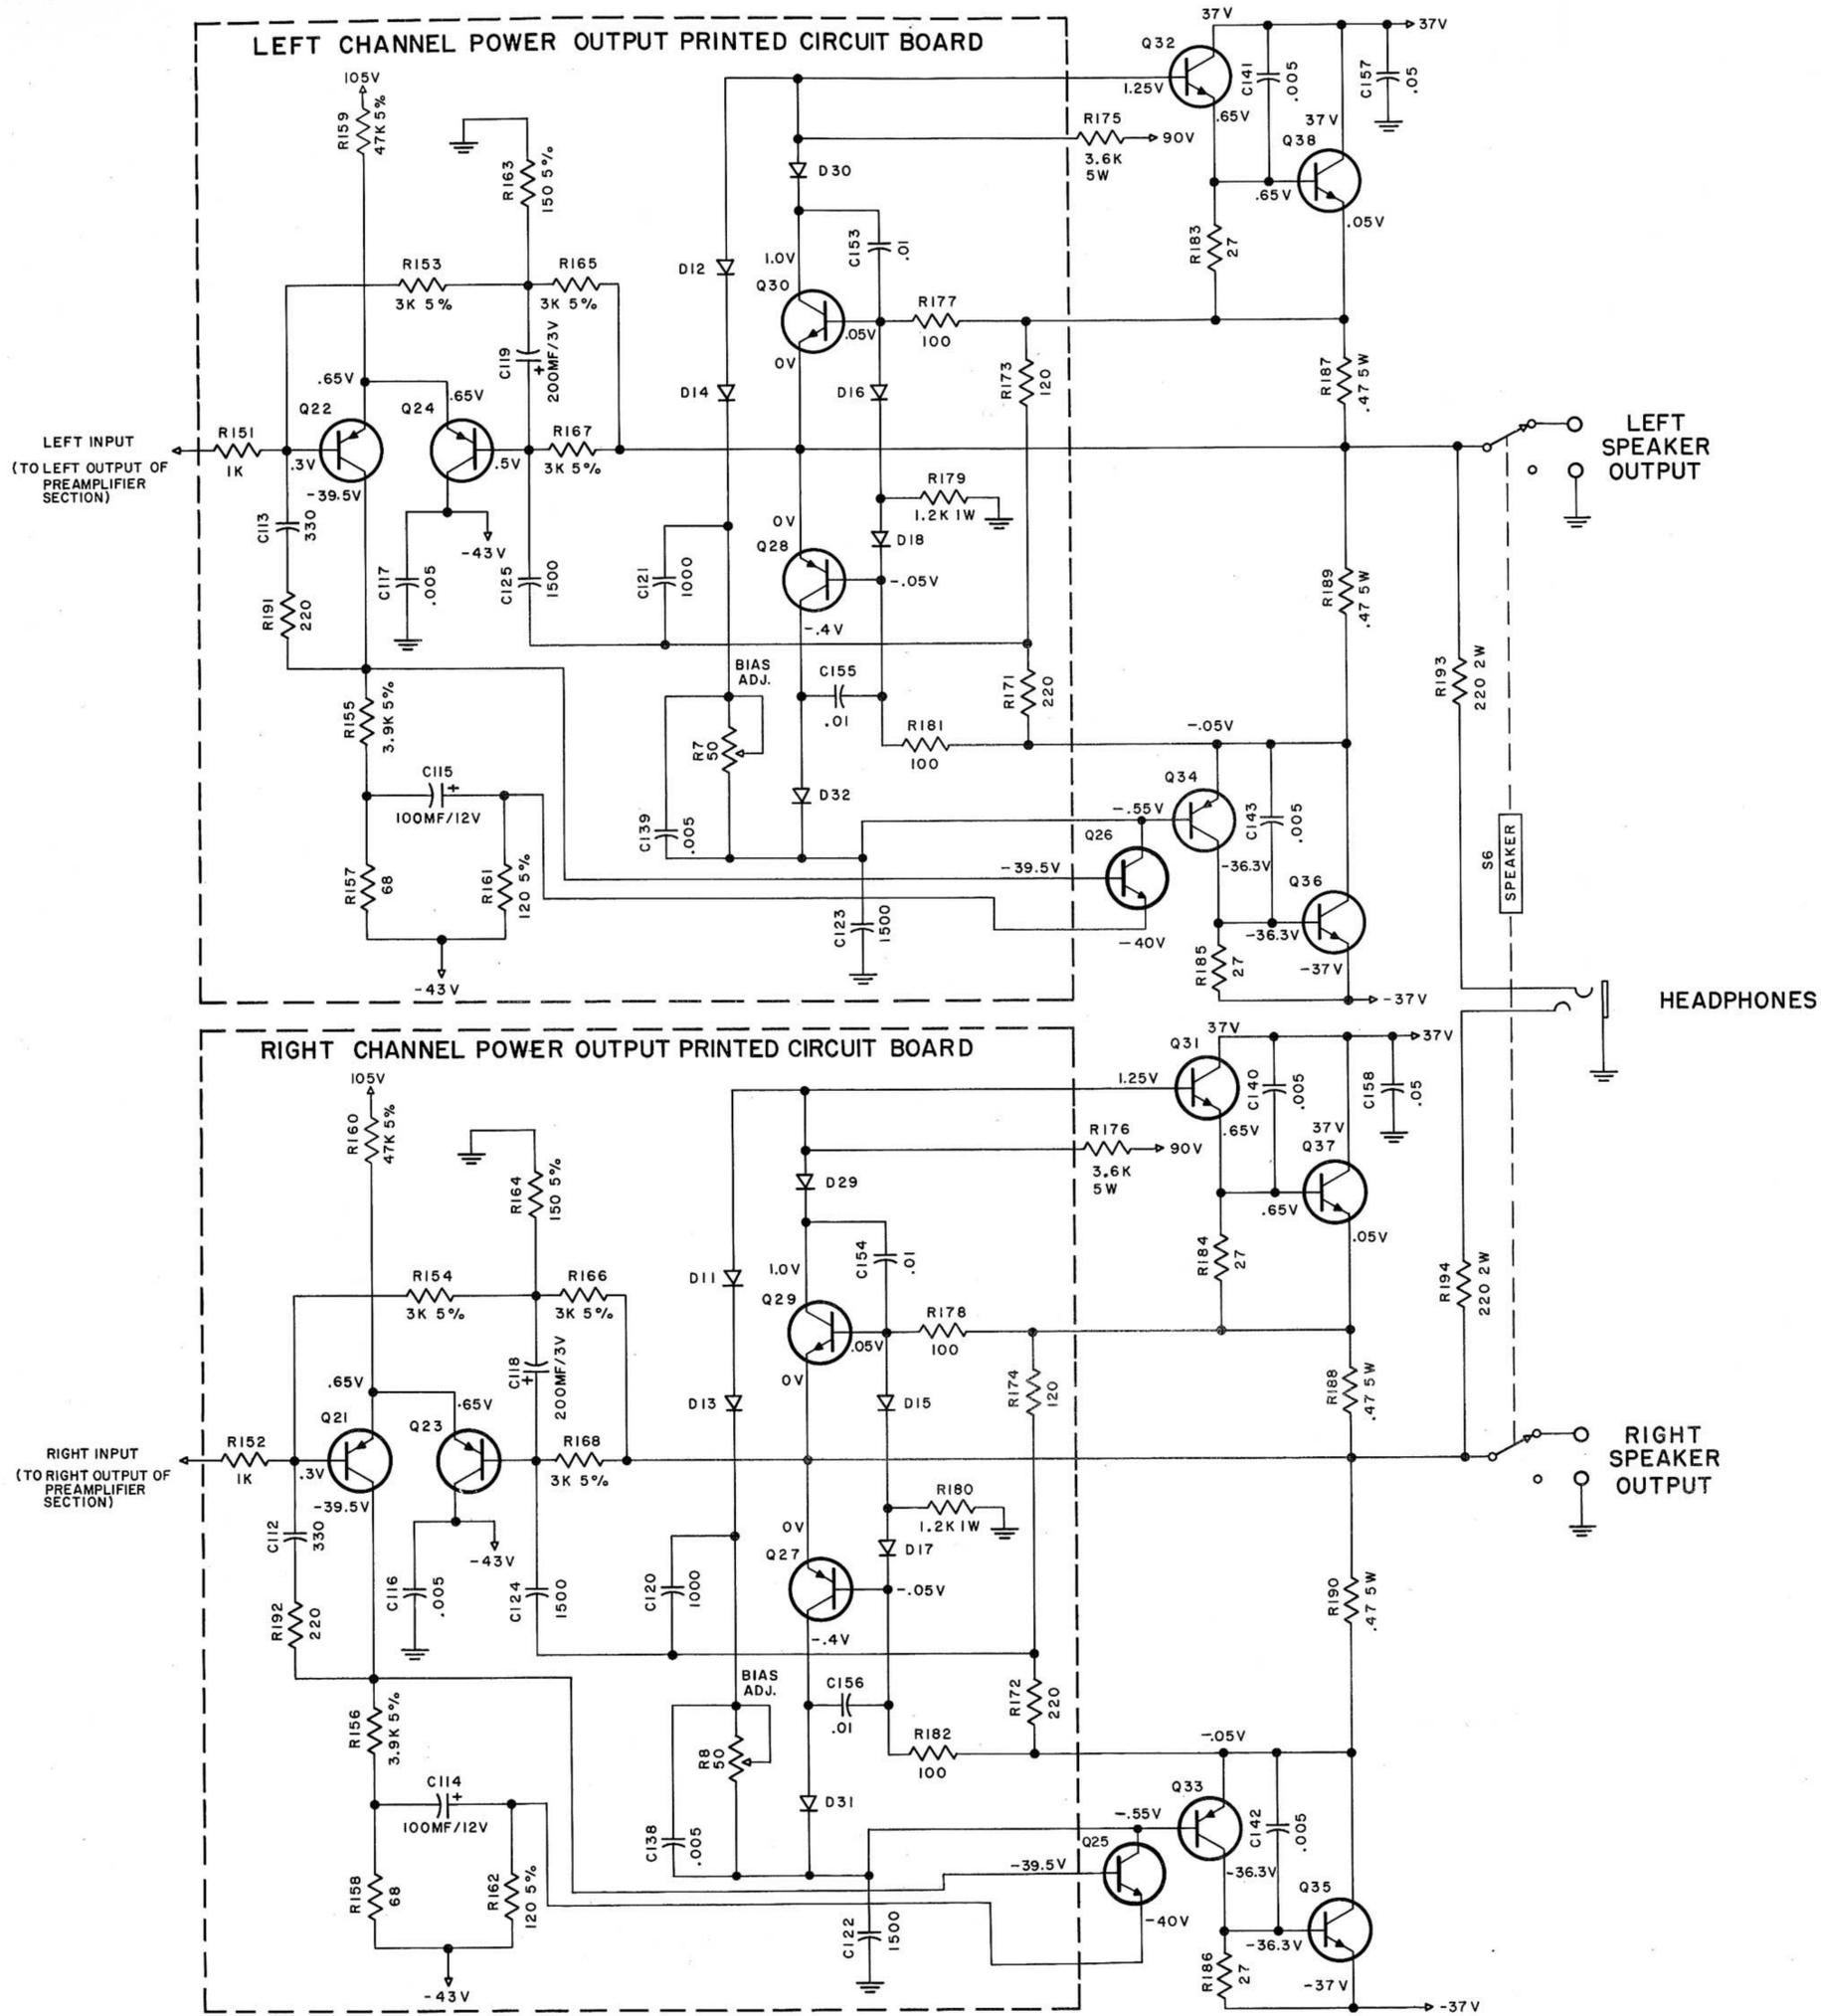 LEFT CHANNEL POWER OUTPUT PRINTED CIRCUIT BOARD
37V
37V
Q32
1.25V
.65V
C141
.005
C157
.05
37V
Q38
.65V
.05V
105V
R159
47K 5%
R163
150 5%
R175
3.6K
5W
90V
D30
R183
27
R153
3K 5%
R165
3K 5%
D12
1.0V
Q30
C153
.01
R177
100
.05V
0V
C119
+
200MF/3V
.65V
.65V
Q22
Q24
D14
D16
R173
120
R187
.47 5W
LEFT INPUT
(TO LEFT OUTPUT OF
PREAMPLIFIER
SECTION)
R151
1K
.3V
-39.5V
.5V
R167
3K 5%
LEFT
SPEAKER
OUTPUT
R179
1.2K 1W
C113
330
-43V
0V
Q28
D18
-.05V
R191
220
C117
.005
C125
1500
C121
1000
-.4V
R189
.47 5W
BIAS
ADJ.
C155
.01
R171
220
R193
220 2W
R155
3.9K 5%
R7
50
R181
100
-.05V
C115
+
100MF/12V
D32
Q34
-.55V
C143
.005
C139
.005
Q26
S6
SPEAKER
R157
68
R161
120 5%
-39.5V
-36.3V
Q36
C123
1500
-40V
-36.3V
R185
27
-37V
-43V
-37V
HEADPHONES
RIGHT CHANNEL POWER OUTPUT PRINTED CIRCUIT BOARD
37V
37V
Q31
1.25V
.65V
C140
.005
C158
.05
37V
Q37
.65V
.05V
105V
R160
47K 5%
R164
150 5%
R176
3.6K
5W
90V
D29
R184
27
R154
3K 5%
R166
3K 5%
D11
1.0V
Q29
C154
.01
R178
100
.05V
0V
C118
+
200MF/3V
R194
220 2W
.65V
.65V
Q21
Q23
D13
D15
R174
120
R188
.47 5W
RIGHT INPUT
(TO RIGHT OUTPUT OF
PREAMPLIFIER
SECTION)
R152
1K
.3V
-39.5V
R168
3K 5%
RIGHT
SPEAKER
OUTPUT
R180
1.2K 1W
C112
330
-43V
0V
Q27
D17
-.05V
R192
220
C116
.005
C124
1500
C120
1000
-.4V
R190
.47 5W
BIAS
ADJ.
C156
.01
R172
220
R156
3.9K 5%
R8
50
R182
100
-.05V
C114
+
100MF/12V
D31
Q33
-.55V
C142
.005
C138
.005
Q25
R158
68
R162
120 5%
-39.5V
-36.3V
Q35
C122
1500
-40V
-36.3V
R186
27
-37V
-43V
-37V